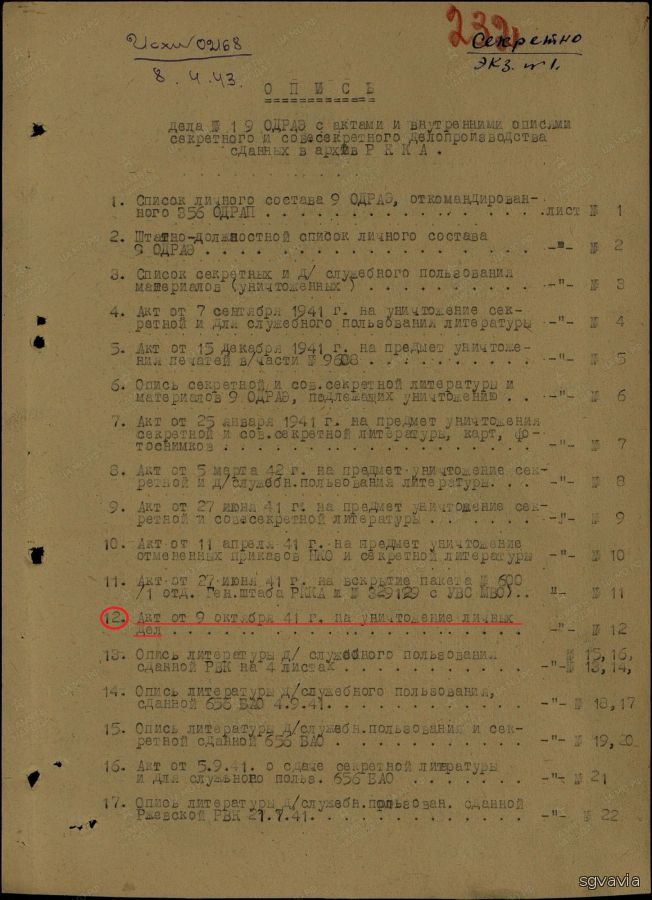 232
Исх№ 02168
Секретно
8.4.43.
экз. №1.
О П И С Ь
дела № 1 9 ОДРАЭ с актами и внутренними описями
секретного и совесекретного делопроизводства
сданных в архив Р К К А .
1. Список личного состава 9 ОДРАЭ, откомандирован-
ного 356 ОДРАП . . . . . . . . . . . . . . . . . лист № 1
2. Штатно-должностной список личного состава
9 ОДРАЭ. . . . . . . . . . . . . . . . . . . -"- № 2
3. Список секретных и д/ служебного пользования
материалов (уничтоженных ) . . . . . . . . . . -"- № 3
4. Акт от 7 сентября 1941 г. на уничтожение сек-
ретной и для служебного пользования литературы -"- № 4
5. Акт от 15 декабря 1941 г. на предмет уничтоже-
ния печатей в/части № 9608 . . . . . . . . . . -"- № 5
6. Опись секретной и сов.секретной литературы и
материалов 9 ОДРАЭ, подлежащих уничтожению . . -"- № 6
7. Акт от 25 января 1941 г. на предмет уничтожения
секретной и сов.секретной литературы, карт, фо-
тоснимков . . . . . . . . . . . . . . . . . . -"- № 7
8. Акт от 5 марта 42 г. на предмет уничтожение сек-
ретной и д/служебн.пользования литературы. . . -"- № 8
9. Акт от 27 июня 41 г. на предмет уничтожение сек-
ретной и совесекретной литературы . . . . . . -"- № 9
10. Акт от 11 апреля 41 г. на предмет уничтожение
отмененных приказов НКО и секретной литературы -"- № 10
11. Акт от 27 июня 41 г. на вскрытие пакета № 600
/1 отд. Ген.штаба РККА и № 329129 с УВС МВО). " № 11
12. Акт от 9 октября 41 г. на уничтожение личных
дел . . . . . . . . . . . . . . . . . . . . . -"- № 12
13. Опись литературы д/ служебного пользования № 15,16,
сданной РВК на 4 листах. . . . . . . . . . . . -"- № 13,14,
14. Опись литературы д/служебного пользования,
сданной 656 БАО 4.9.41. . . . . . . . . . . . -"- № 18,17
15. Опись литературы д/служебн.пользования и сек-
ретной сданной 656 БАО . . . . . . . . . . . . -"- № 19,20
16. Акт от 5.9.41. о сдаче секретной литературы
и для служьного польз. 656 БАО . . . . . . . . -"- № 21
17. Опись литературы д/служебн.пользован. сданной
Ржевской РВК 21.7.41. . . . . . . . . . . . . -"- № 22
sgvavia